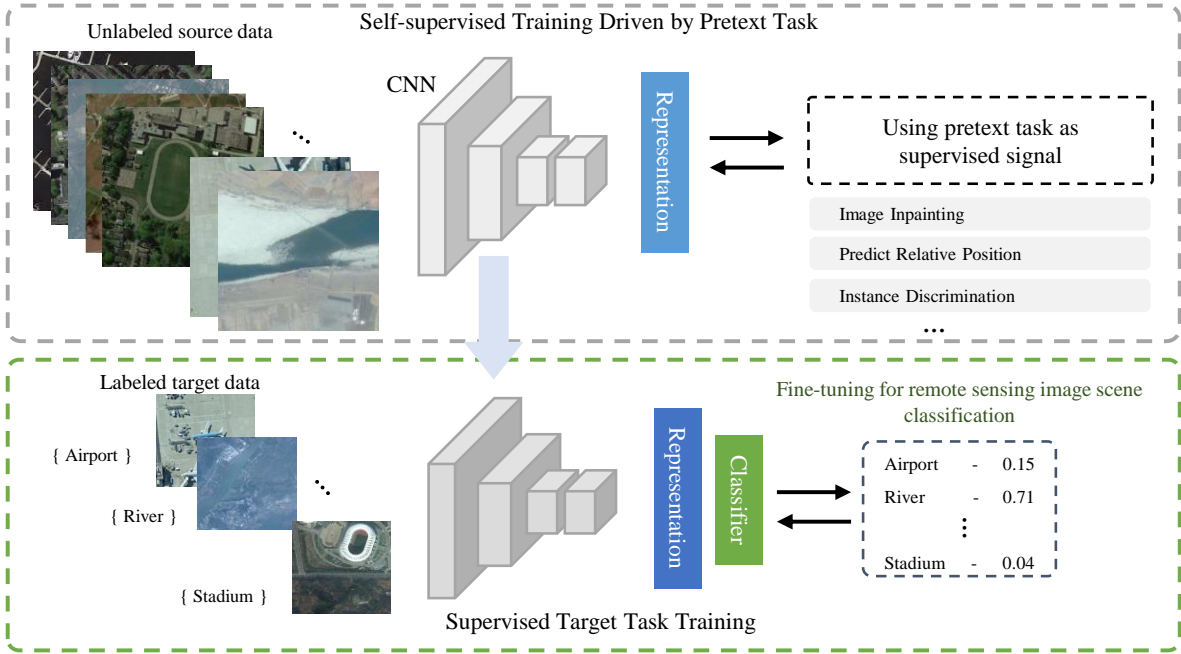 Self-supervised Training Driven by Pretext Task
Unlabeled source data
CNN
Representation
Using pretext task as
supervised signal
Image Inpainting
Predict Relative Position
Instance Discrimination
...
Labeled target data
{ Airport }
{ River }
{ Stadium }
Representation
Classifier
Fine-tuning for remote sensing image scene
classification
Airport - 0.15
River - 0.71
Stadium - 0.04
Supervised Target Task Training